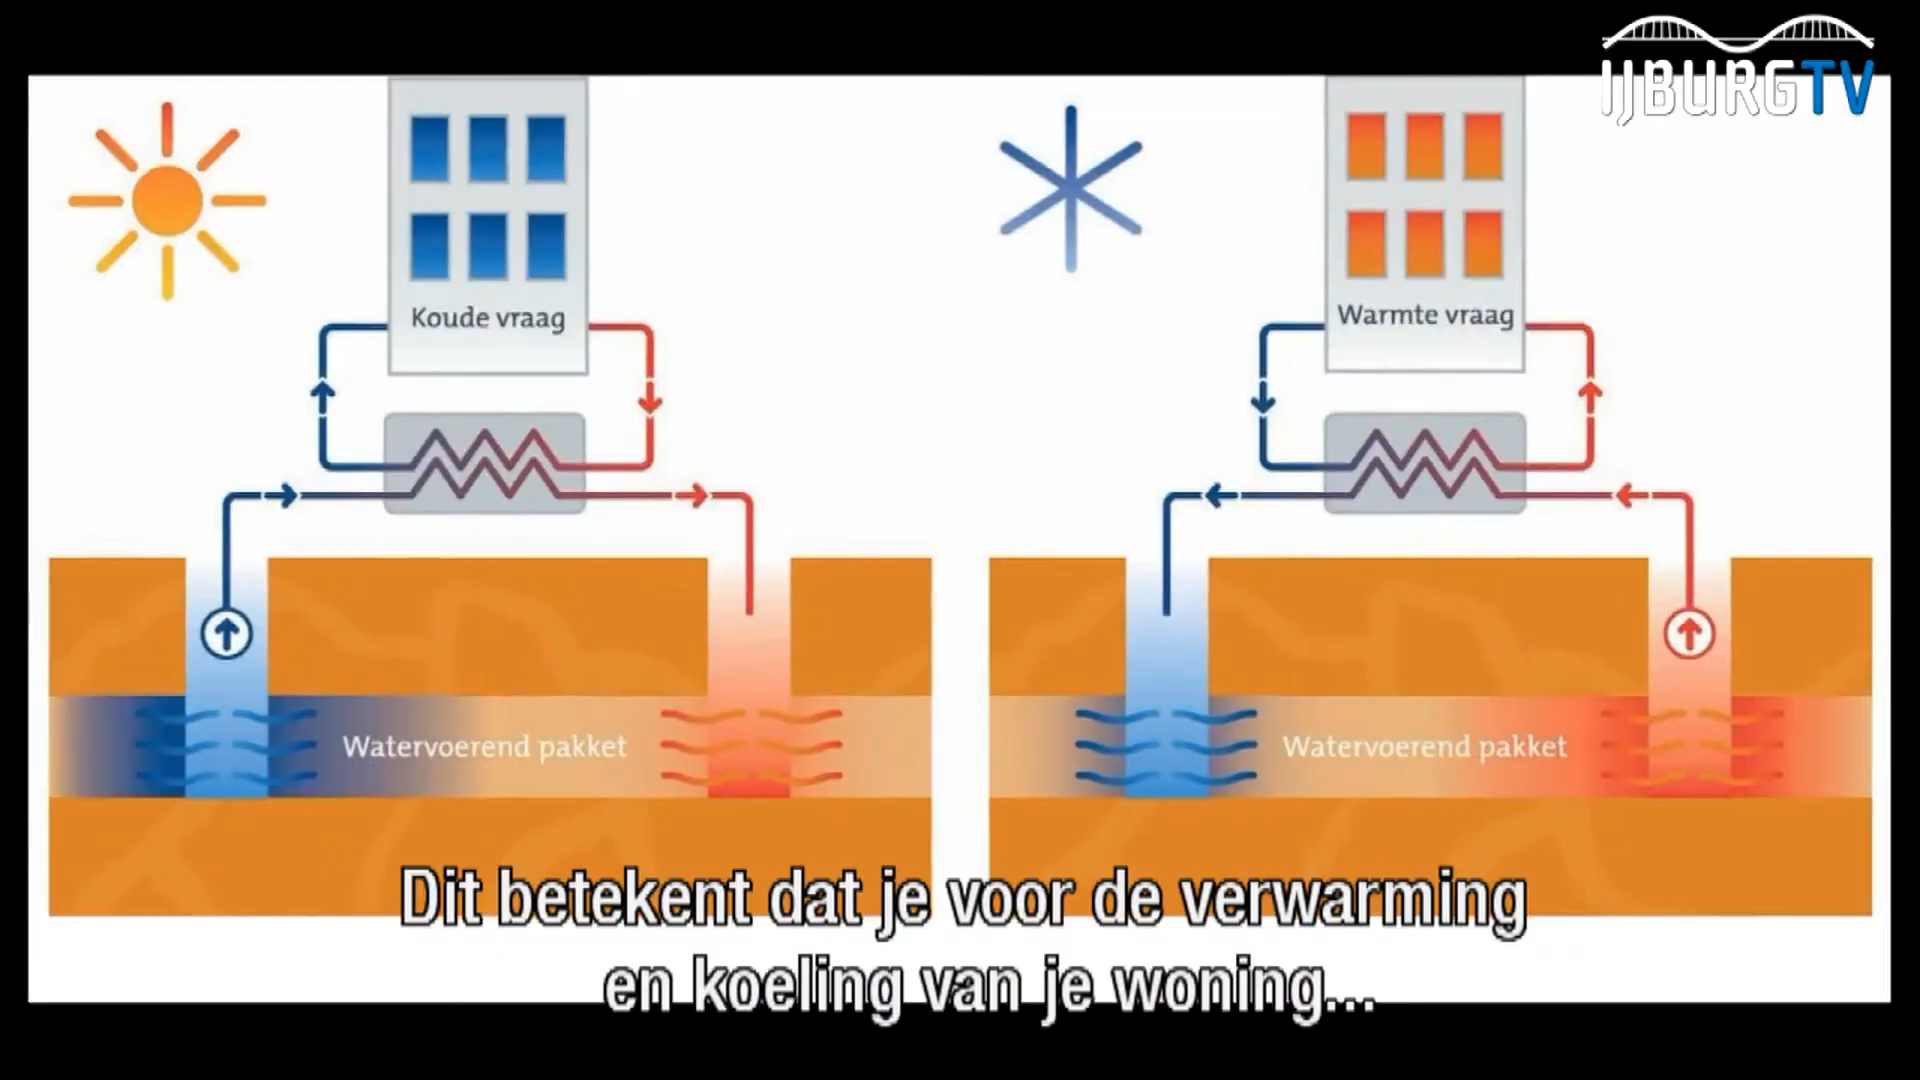 IJBURGTV
Koude vraag
Warmte vraag
Watervoerend pakket
Watervoerend pakket
Dit betekent dat je voor de verwarming
en koeling van je woning...